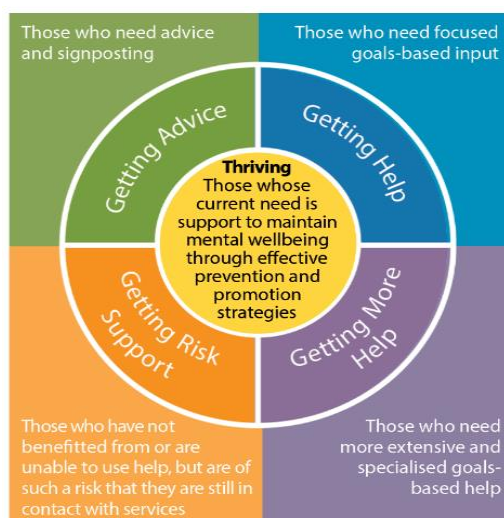 Those who need advice
and signposting
Those who need focused
goals-based input
Getting Advice
Getting Help
Thriving
Those whose
current need is
support to maintain
mental wellbeing
through effective
prevention and
promotion
strategies
Getting Risk
Support
Getting More
Help
Those who have not
benefitted from or are
unable to use help, but are of
such a risk that they are still in
contact with services
Those who need
more extensive and
specialised goals-
based help